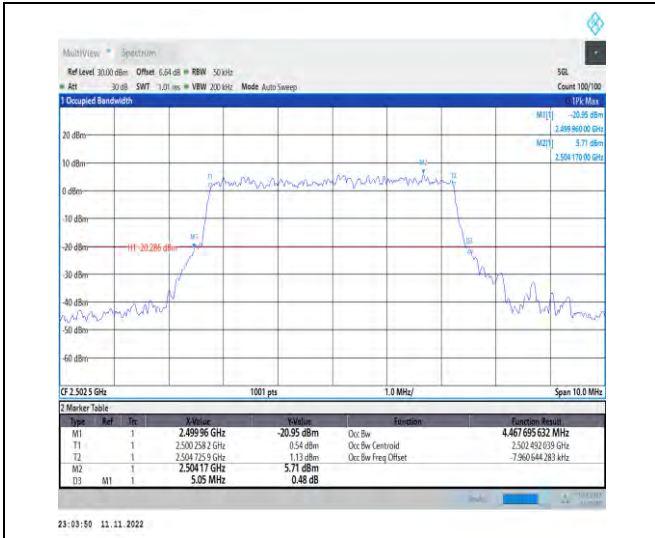 MultiView Spectrum
Ref Level 30.00 dBm Offset 6.64 dB RBW 50 kHz SGL
Att 30 dB SWT 1.01 ms VBW 200 kHz Mode Auto Sweep Count 100/100
1 Occupied Bandwidth 1Pk Max
M1[1] -20.95 dBm
2.499 960 00 GHz
M2[1] 5.71 dBm
2.504 170 00 GHz
20 dBm
10 dBm
M2
T1 T2
0 dBm
-10 dBm
M1
D3
-20 dBm H1 -20.286 dBm
-30 dBm
-40 dBm
-50 dBm
-60 dBm
CF 2.502 5 GHz 1001 pts 1.0 MHz/ Span 10.0 MHz
2 Marker Table
Type Ref Trc X-Value Y-Value Function Function Result
M1 1 2.499 96 GHz -20.95 dBm Occ Bw 4.467 695 632 MHz
T1 1 2.500 258 2 GHz 0.54 dBm Occ Bw Centroid 2.502 492 039 GHz
T2 1 2.504 725 9 GHz 1.13 dBm Occ Bw Freq Offset -7.960 644 283 kHz
M2 1 2.504 17 GHz 5.71 dBm
D3 M1 1 5.05 MHz 0.48 dB
23:03:50 11.11.2022